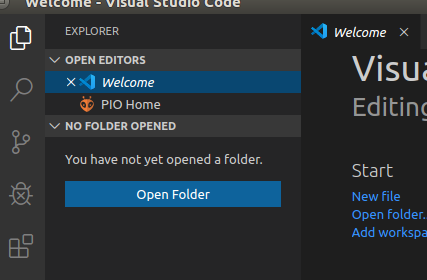 Welcome - Visual Studio Code
EXPLORER
OPEN EDITORS
Welcome
PIO Home
NO FOLDER OPENED
You have not yet opened a folder.
Open Folder
Welcome
Visua
Editing
Start
New file
Open folder.
Add workspa